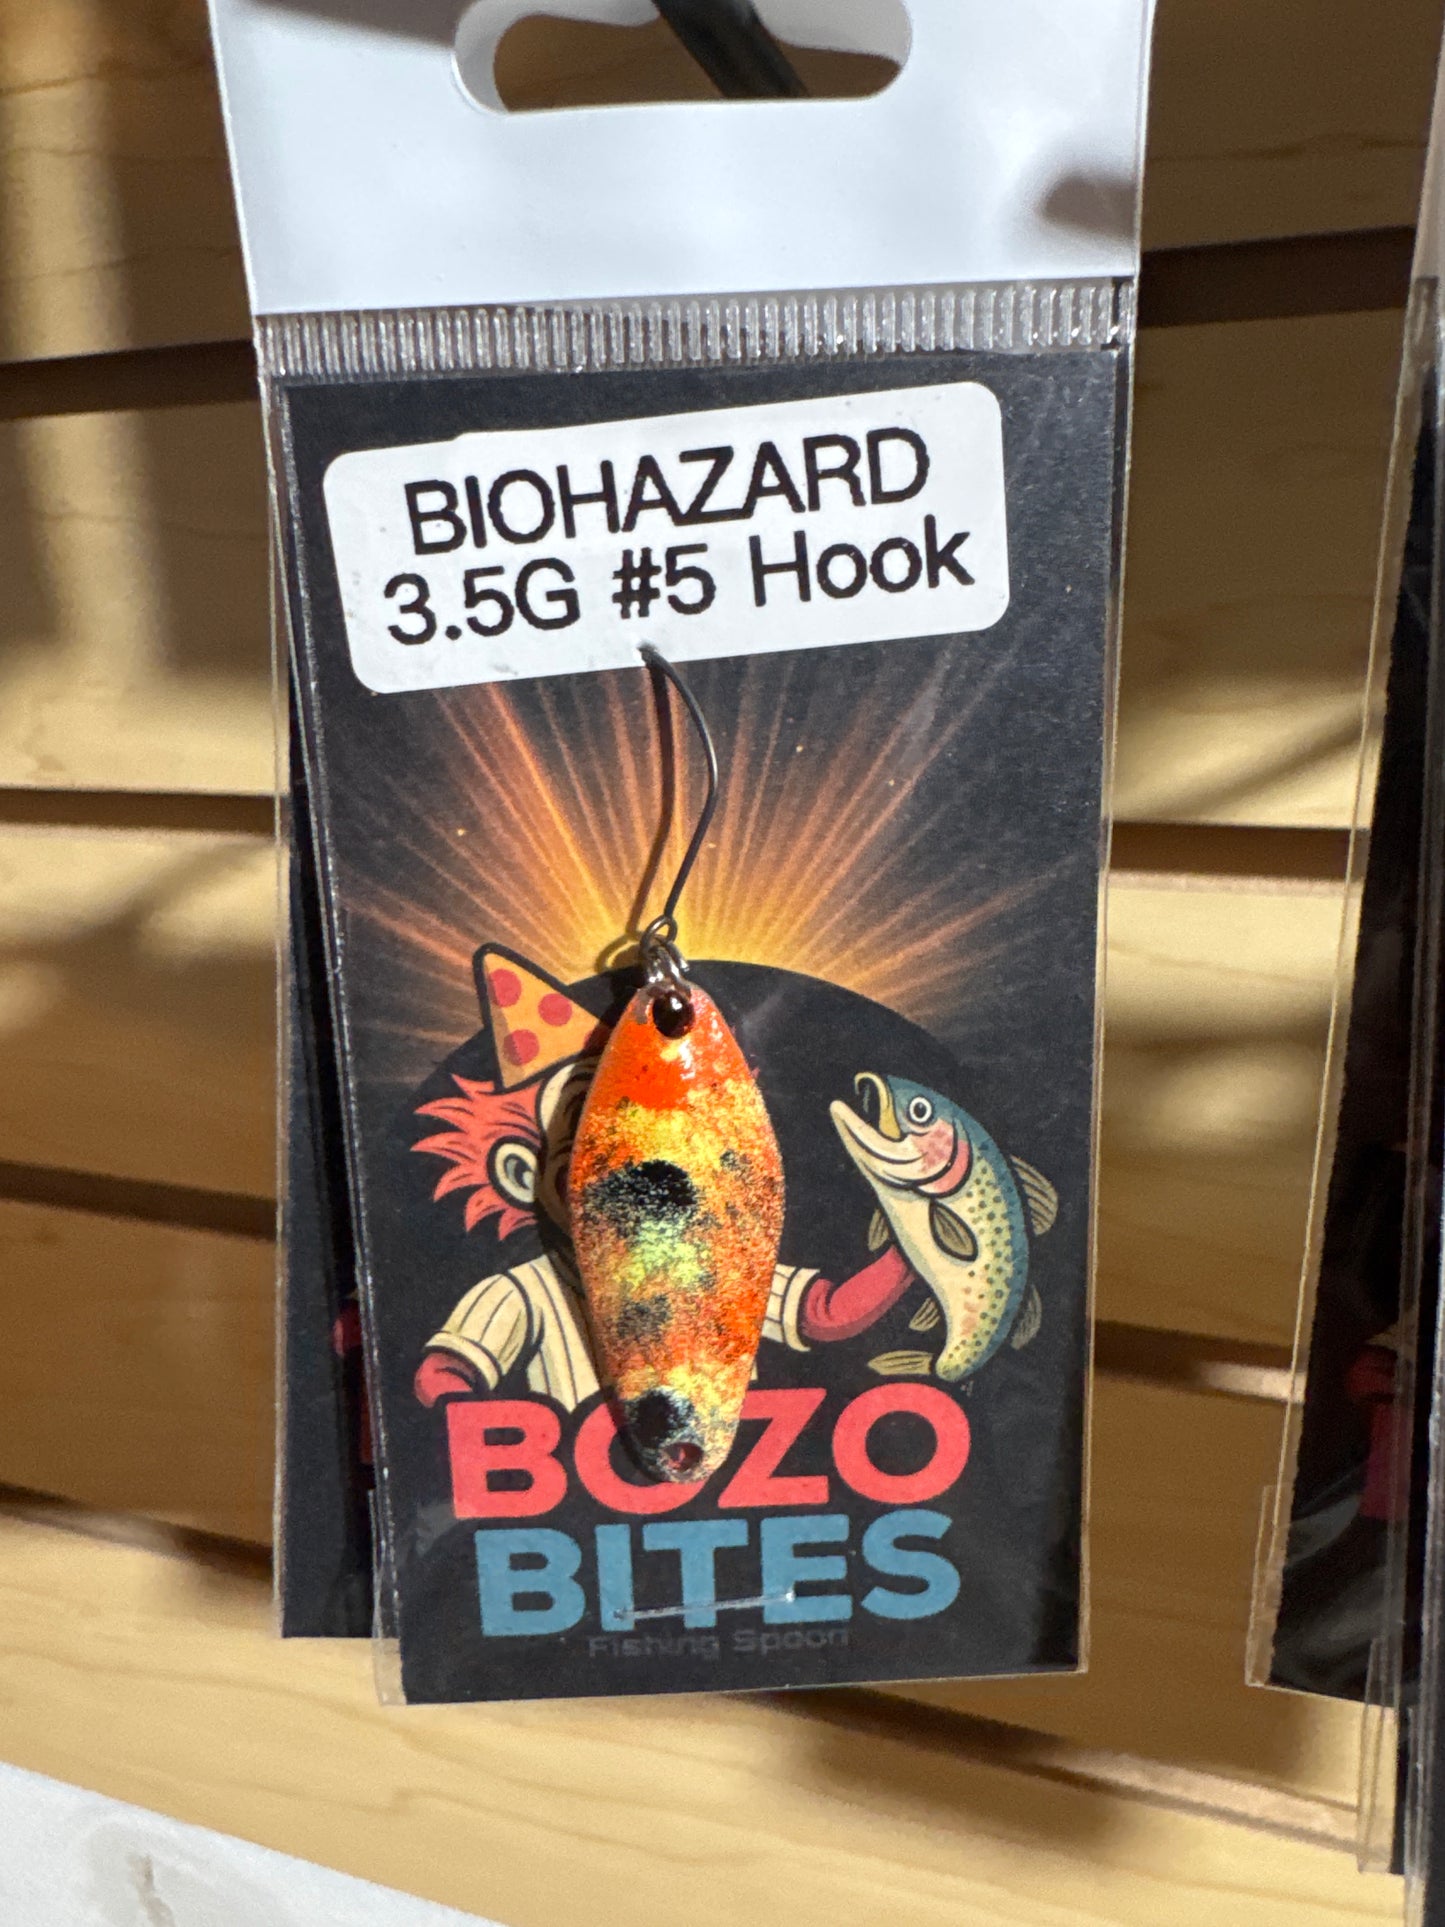 BIOHAZARD
3.5G #5 Hook
BOZO
BITES
Fishing Spoon